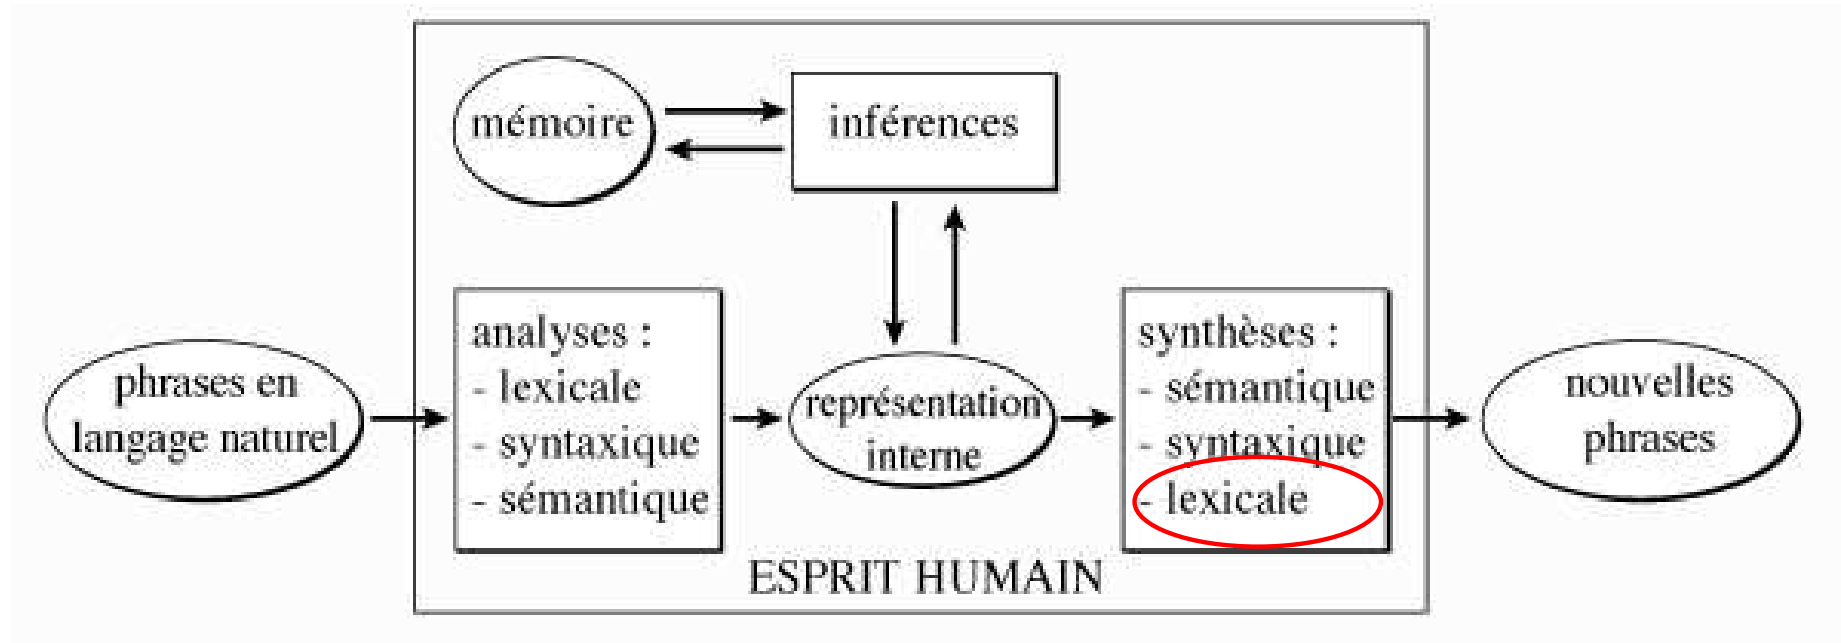 mémoire
inférences
phrases en
langage naturel
analyses :
- lexicale
- syntaxique
- sémantique
représentation
interne
synthèses :
- sémantique
- syntaxique
- lexicale
nouvelles
phrases
ESPRIT HUMAIN